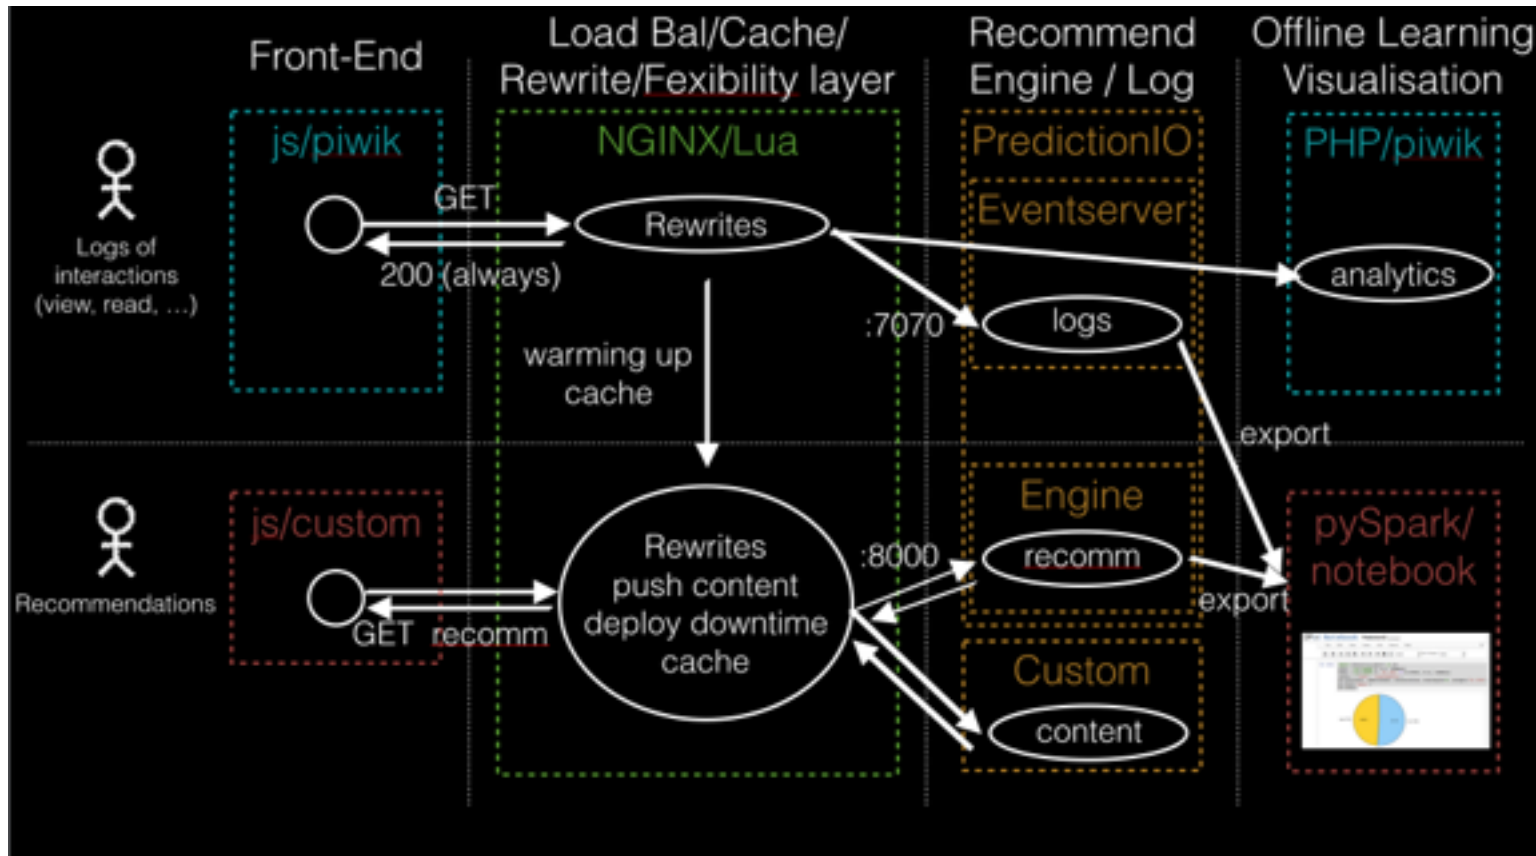 Front-End
Load Bal/Cache/
Rewrite/Fexibility layer
Recommend
Engine / Log
Offline Learning
Visualisation
js/piwik
NGINX/Lua
PredictionIO
PHP/piwik
Eventserver
GET
Rewrites
200 (always)
Logs of
interactions
(view, read, ...)
analytics
:7070
logs
warming up
cache
export
js/custom
Engine
pySpark/
notebook
:8000
recomm
Rewrites
push content
deploy downtime
cache
Recommendations
GET recomm
export
Custom
content